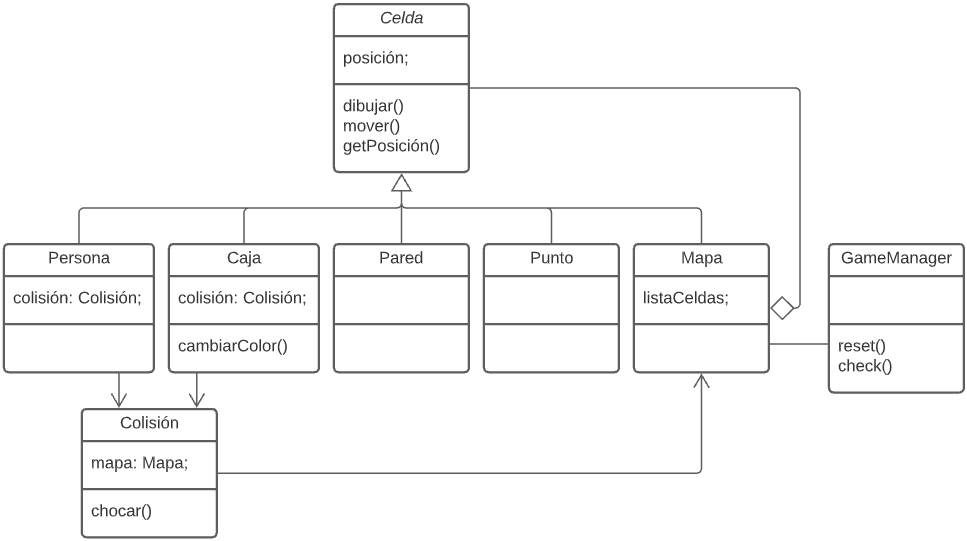 Celda
posición;
dibujar()
mover()
getPosición()
Persona
colisión: Colisión;
Caja
colisión: Colisión;
cambiarColor()
Pared
Punto
Mapa
listaCeldas;
GameManager
reset()
check()
Colisión
mapa: Mapa;
chocar()